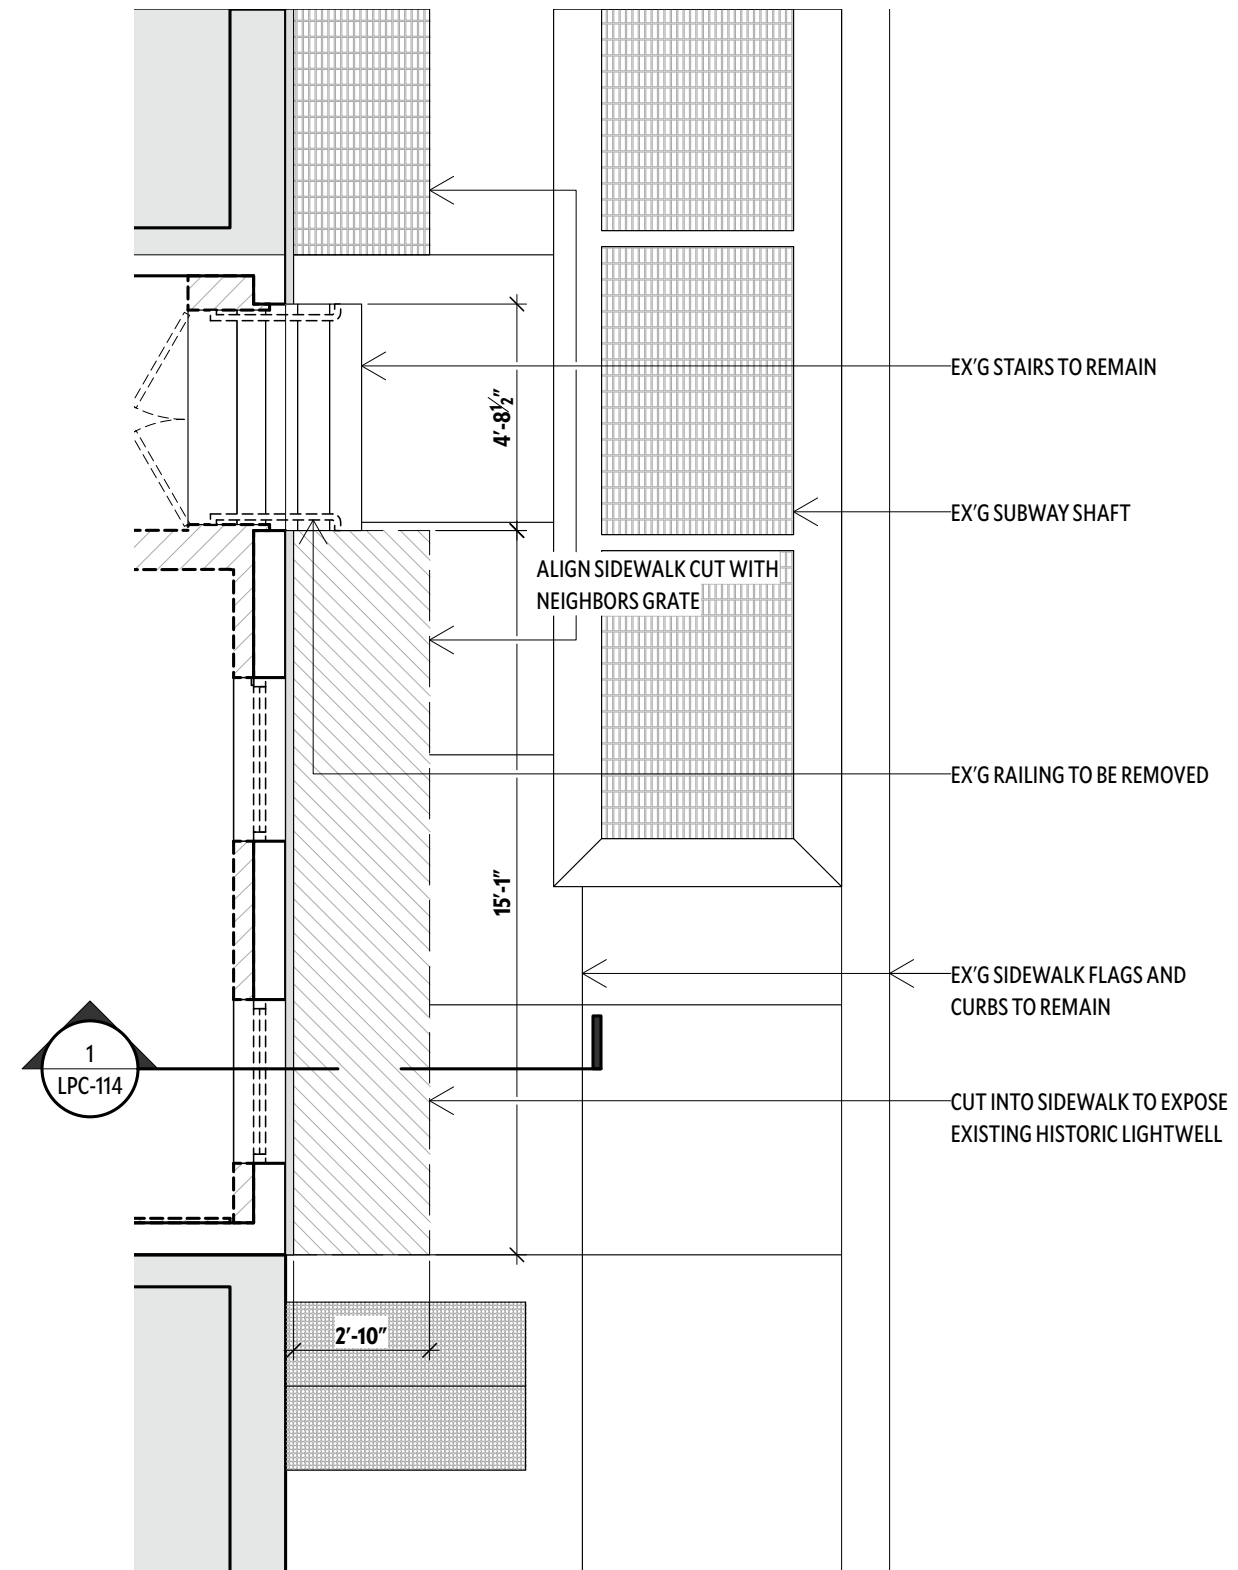 EX'G STAIRS TO REMAIN
4'-8½"
EX'G SUBWAY SHAFT
ALIGN SIDEWALK CUT WITH
NEIGHBORS GRATE
EX'G RAILING TO BE REMOVED
15'-1"
EX'G SIDEWALK FLAGS AND
CURBS TO REMAIN
1
LPC-114
CUT INTO SIDEWALK TO EXPOSE
EXISTING HISTORIC LIGHTWELL
2'-10"